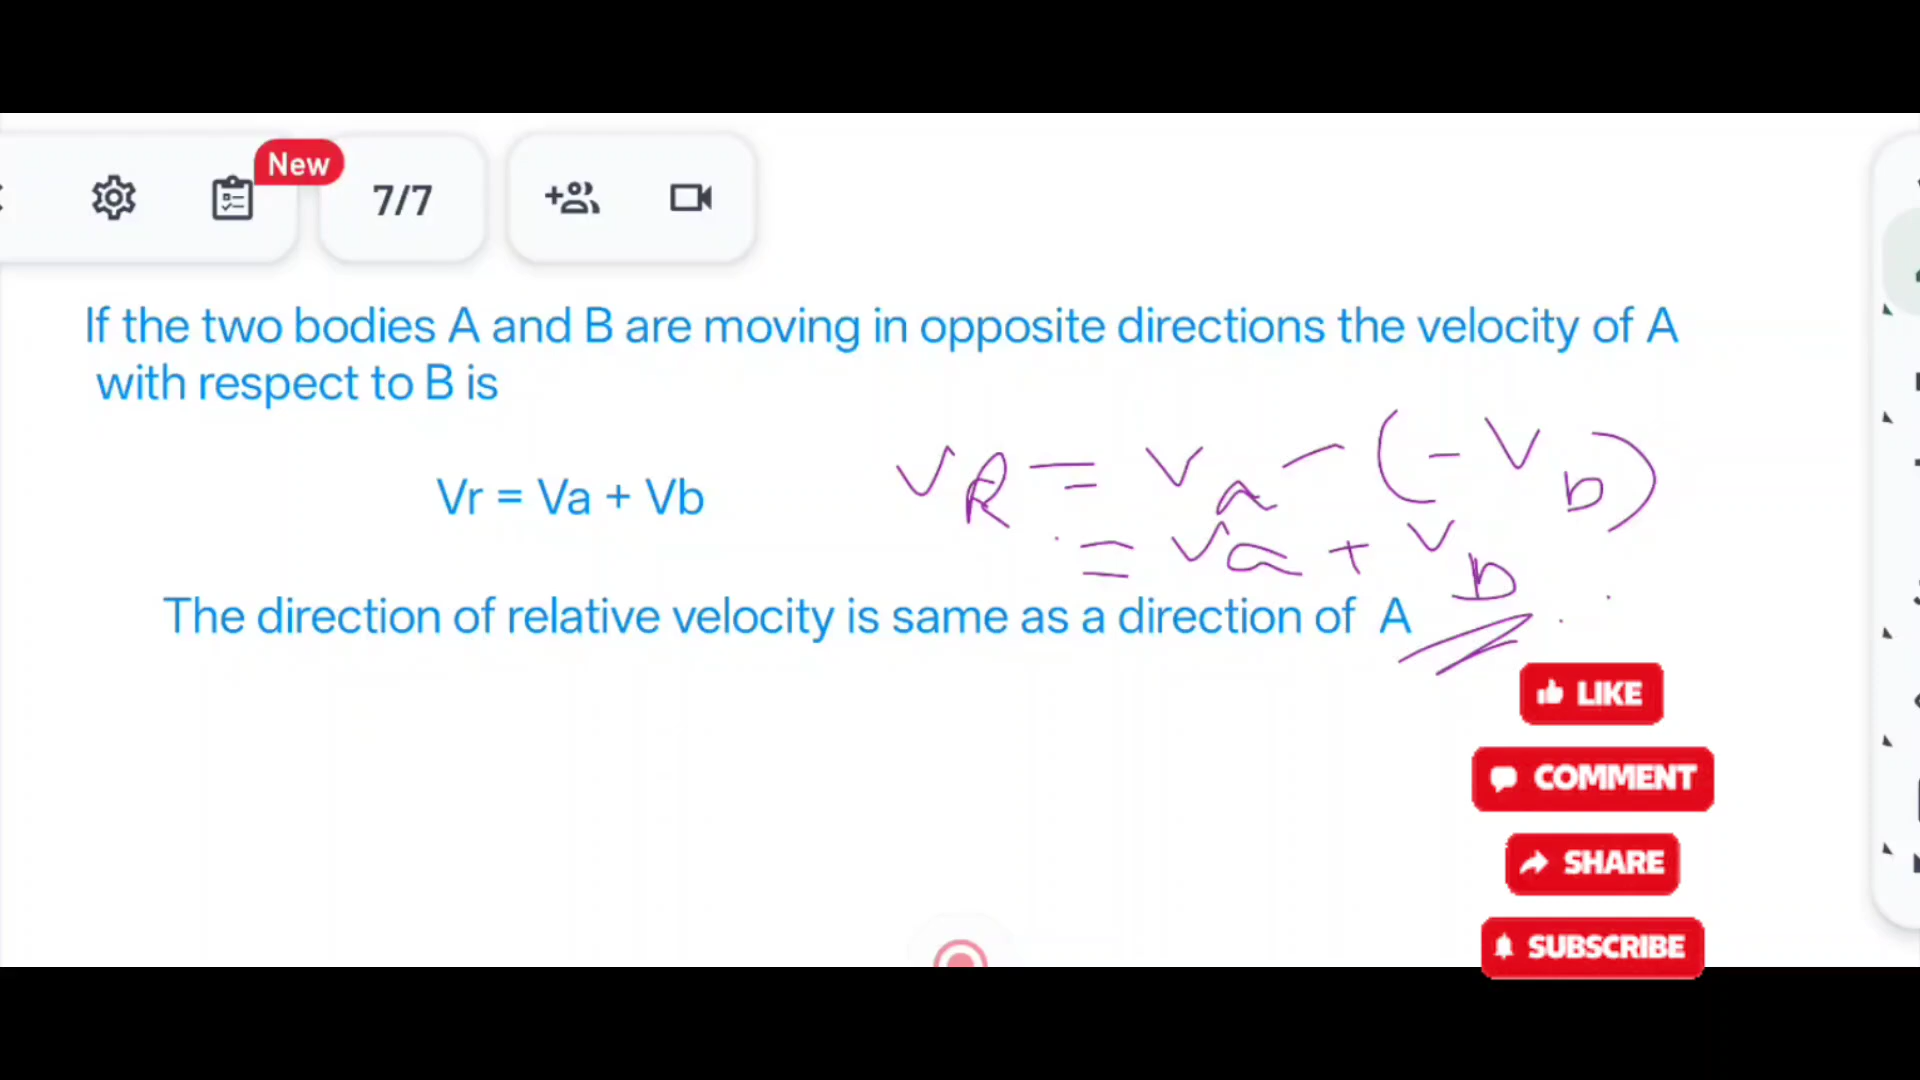 New
7/7
If the two bodies A and B are moving in opposite directions the velocity of A
with respect to B is
Vr = Va + Vb
VR = Va - (-Vb)
= Va + Vb
The direction of relative velocity is same as a direction of A
LIKE
COMMENT
SHARE
SUBSCRIBE